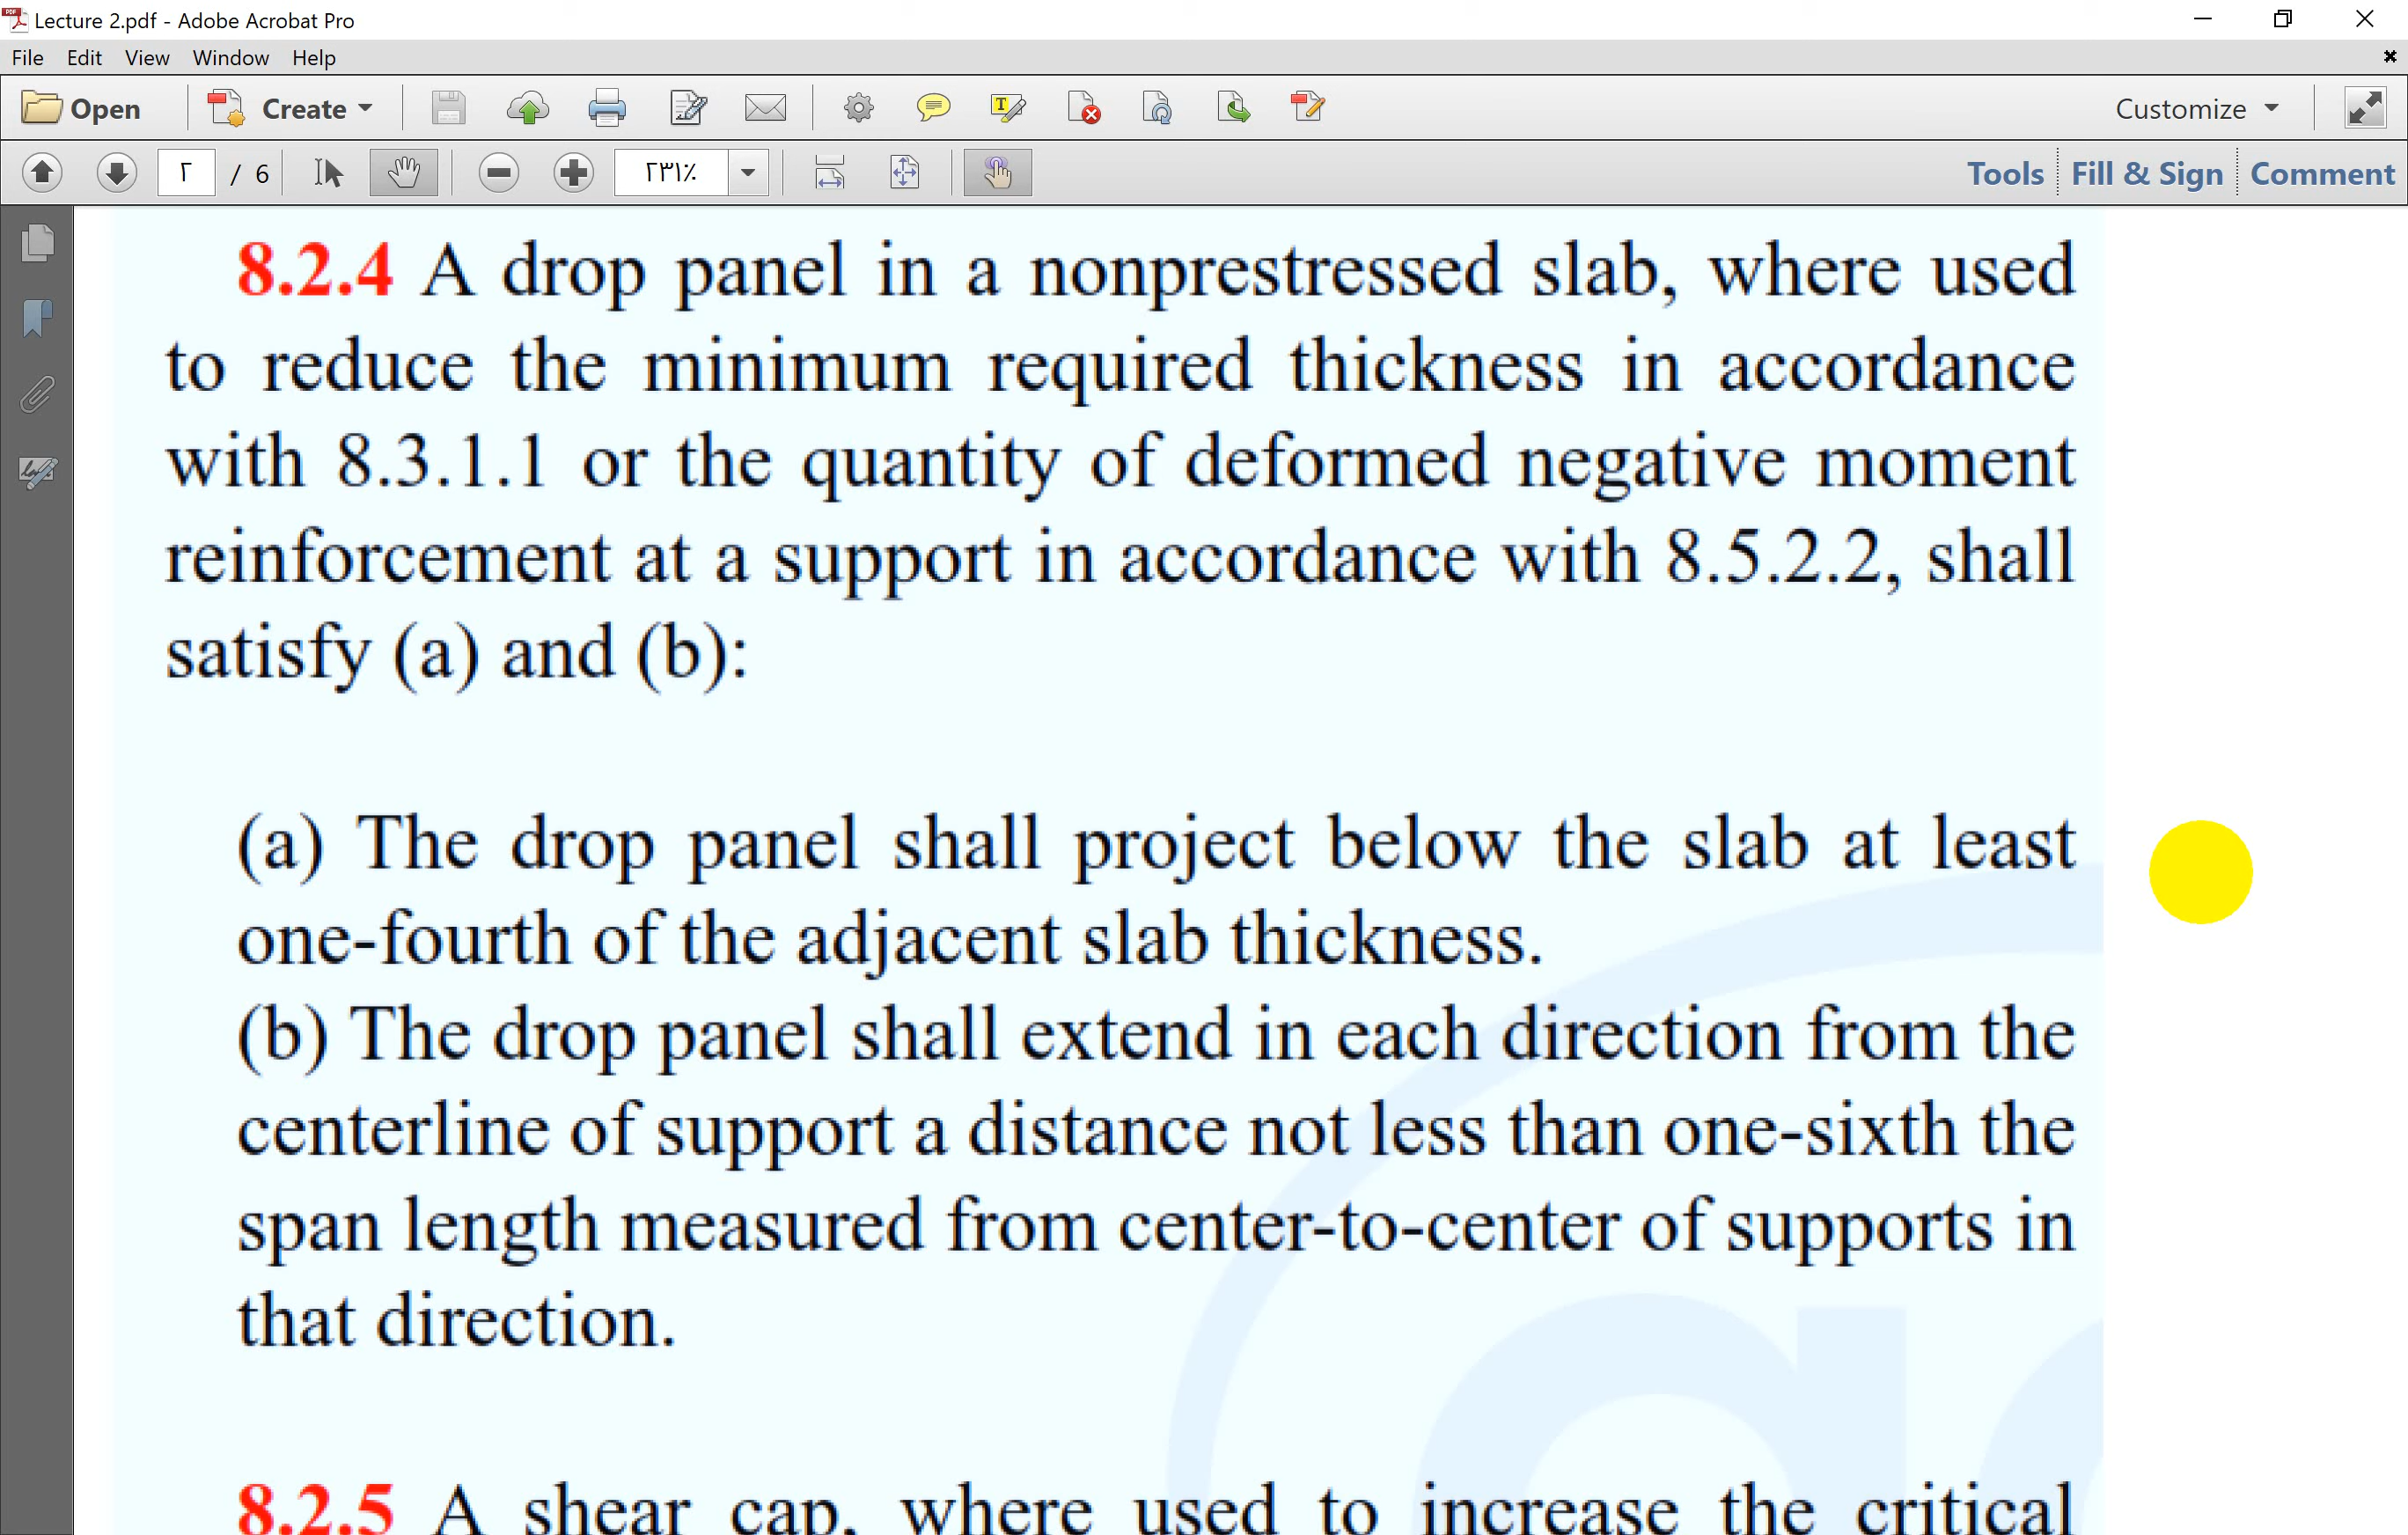 Lecture 2.pdf - Adobe Acrobat Pro
File Edit View Window Help
Open Create Customize
٢ / 6 ٢٣١٪ Tools Fill & Sign Comment
8.2.4 A drop panel in a nonprestressed slab, where used
to reduce the minimum required thickness in accordance
with 8.3.1.1 or the quantity of deformed negative moment
reinforcement at a support in accordance with 8.5.2.2, shall
satisfy (a) and (b):
(a) The drop panel shall project below the slab at least
one-fourth of the adjacent slab thickness.
(b) The drop panel shall extend in each direction from the
centerline of support a distance not less than one-sixth the
span length measured from center-to-center of supports in
that direction.
8.2.5 A shear cap, where used to increase the critical